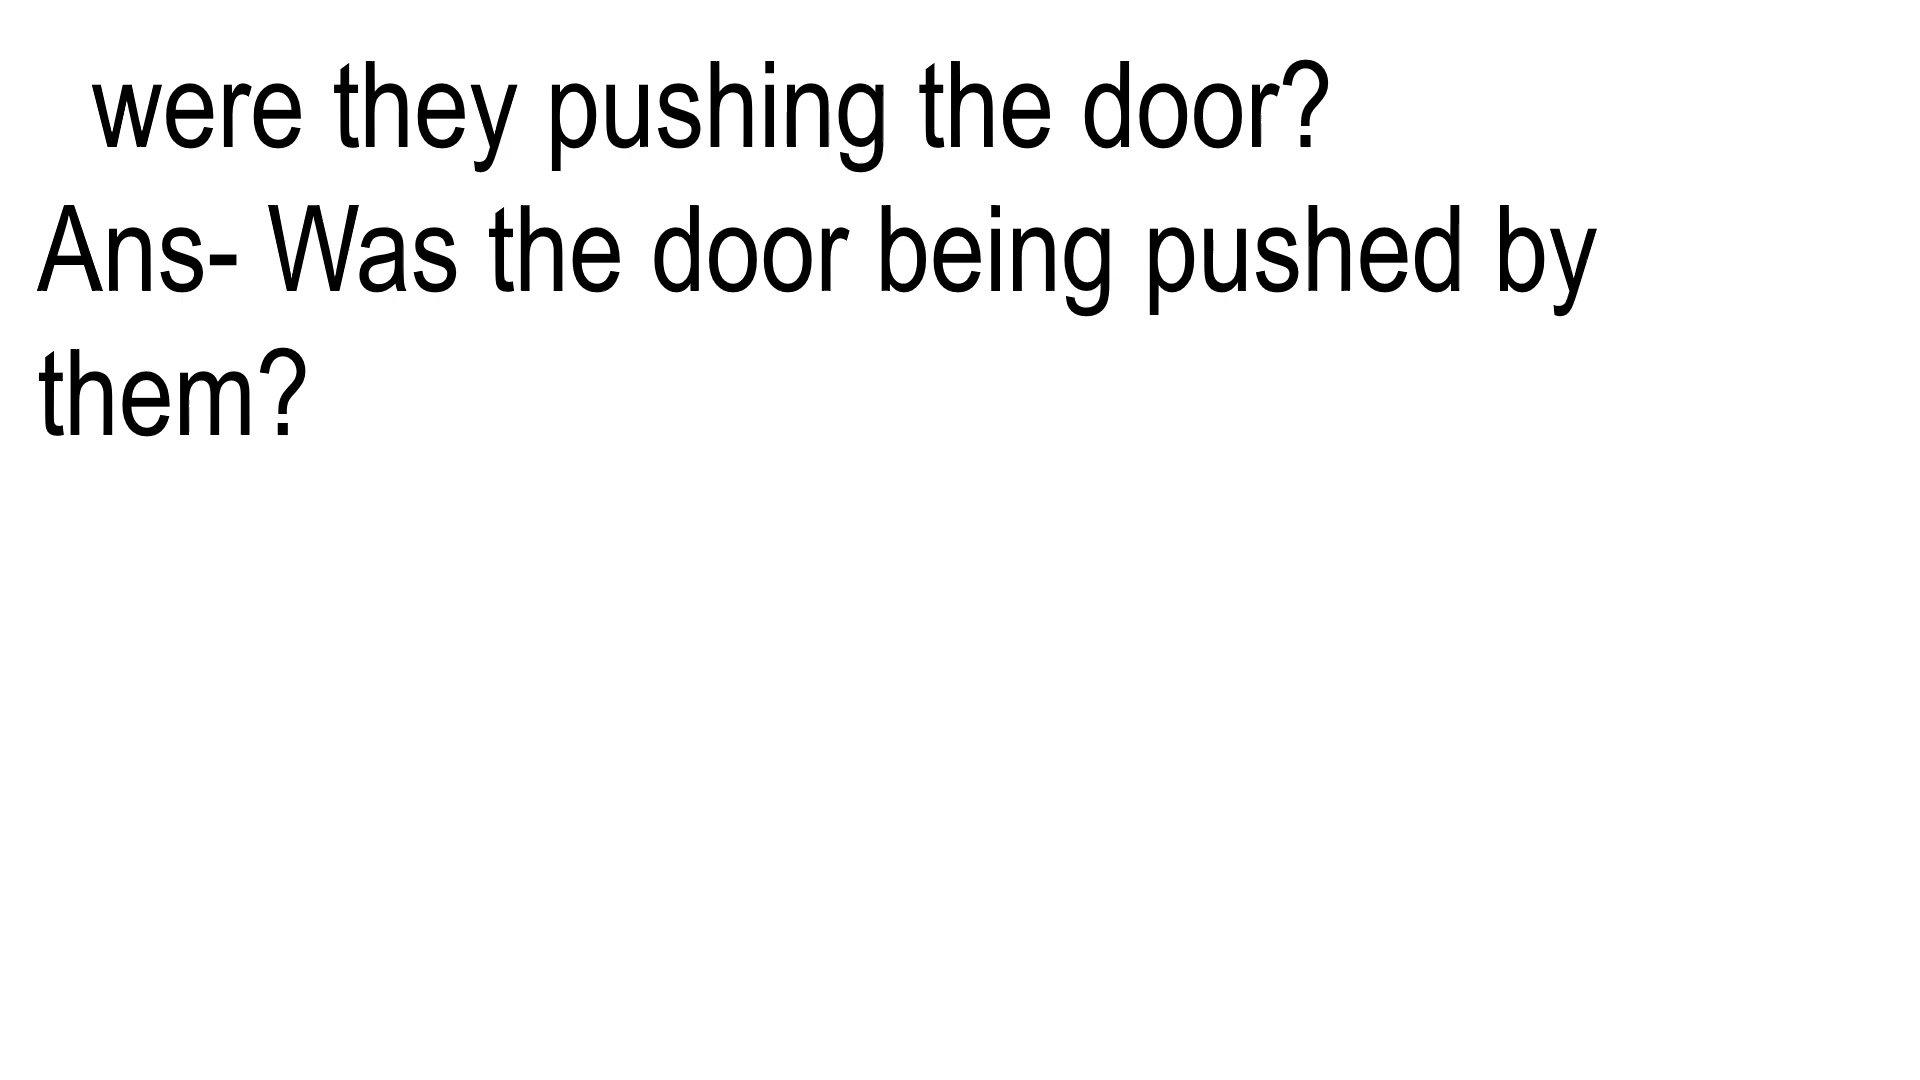 were they pushing the door?
Ans- Was the door being pushed by
them?